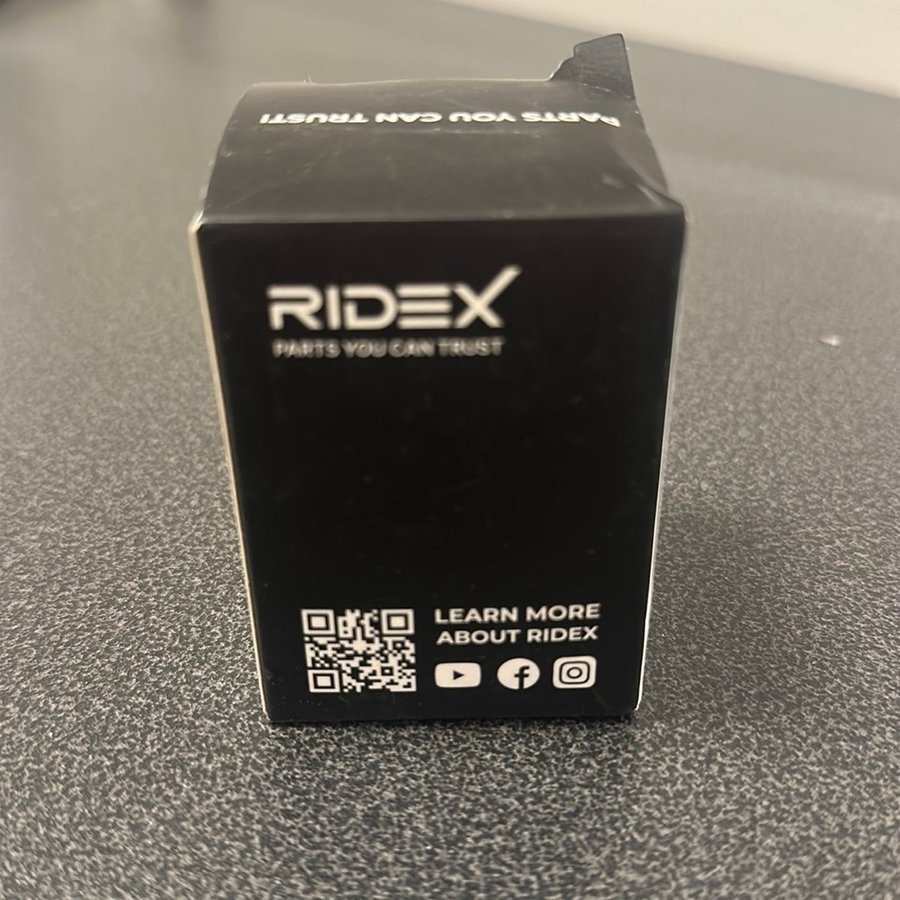 PARTS YOU CAN TRUST!
RIDEX
PARTS YOU CAN TRUST
LEARN MORE
ABOUT RIDEX